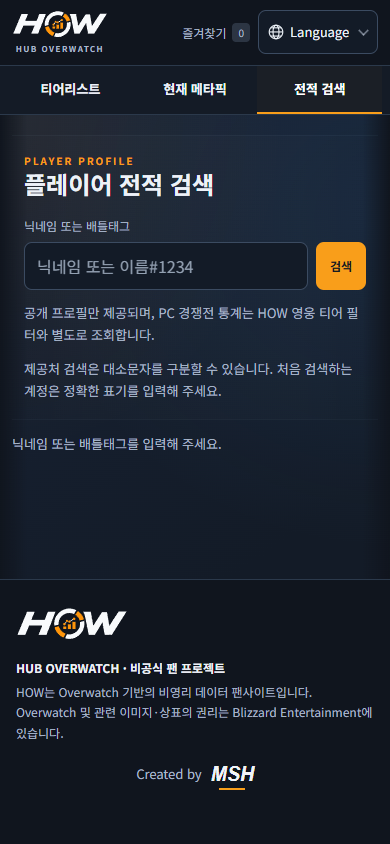 HOW
HUB OVERWATCH
즐겨찾기 0
Language
티어리스트 현재 메타픽 전적 검색
PLAYER PROFILE
플레이어 전적 검색
닉네임 또는 배틀태그
닉네임 또는 이름#1234 검색
공개 프로필만 제공되며, PC 경쟁전 통계는 HOW 영웅 티어 필
터와 별도로 조회합니다.
제공처 검색은 대소문자를 구분할 수 있습니다. 처음 검색하는
계정은 정확한 표기를 입력해 주세요.
닉네임 또는 배틀태그를 입력해 주세요.
HOW
HUB OVERWATCH · 비공식 팬 프로젝트
HOW는 Overwatch 기반의 비영리 데이터 팬사이트입니다.
Overwatch 및 관련 이미지·상표의 권리는 Blizzard Entertainment에
있습니다.
Created by MSH